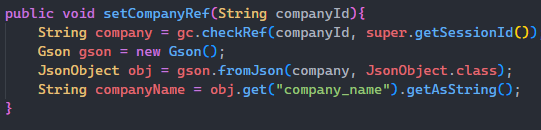 public void setCompanyRef(String companyId){
String company = gc.checkRef(companyId, super.getSessionId())
Gson gson = new Gson();
JsonObject obj = gson.fromJson(company, JsonObject.class);
String companyName = obj.get("company_name").getAsString();
}